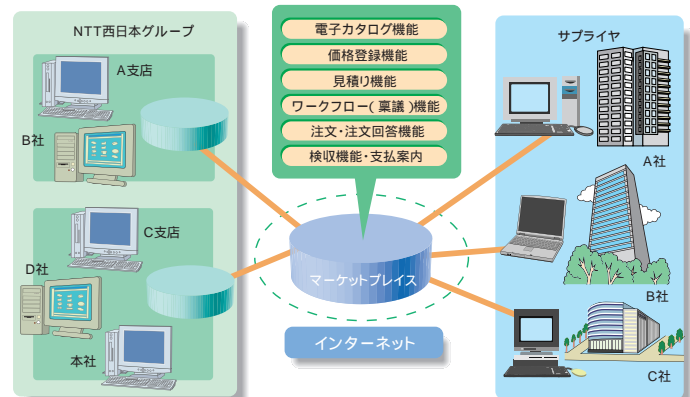 NTT西日本グループ
A支店
B社
C支店
D社
本社
電子カタログ機能
価格登録機能
見積り機能
ワークフロー(稟議)機能
注文・注文回答機能
検収機能・支払案内
マーケットプレイス
インターネット
サプライヤ
A社
B社
C社